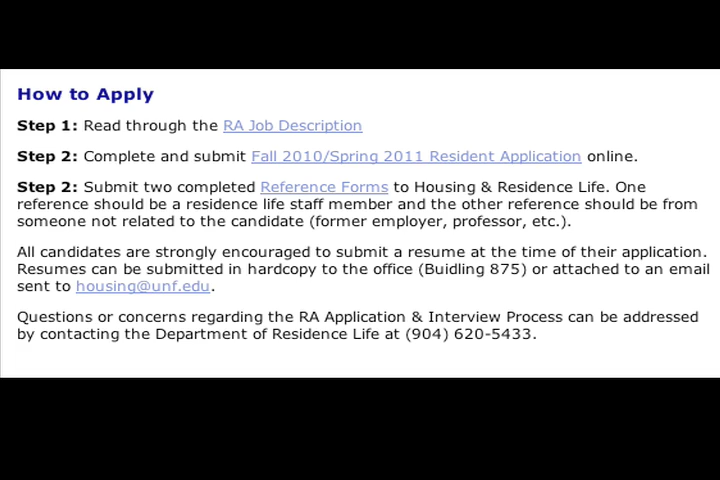 How to Apply
Step 1: Read through the RA Job Description
Step 2: Complete and submit Fall 2010/Spring 2011 Resident Application online.
Step 2: Submit two completed Reference Forms to Housing & Residence Life. One
reference should be a residence life staff member and the other reference should be from
someone not related to the candidate (former employer, professor, etc.).
All candidates are strongly encouraged to submit a resume at the time of their application.
Resumes can be submitted in hardcopy to the office (Buidling 875) or attached to an email
sent to housing@unf.edu.
Questions or concerns regarding the RA Application & Interview Process can be addressed
by contacting the Department of Residence Life at (904) 620-5433.